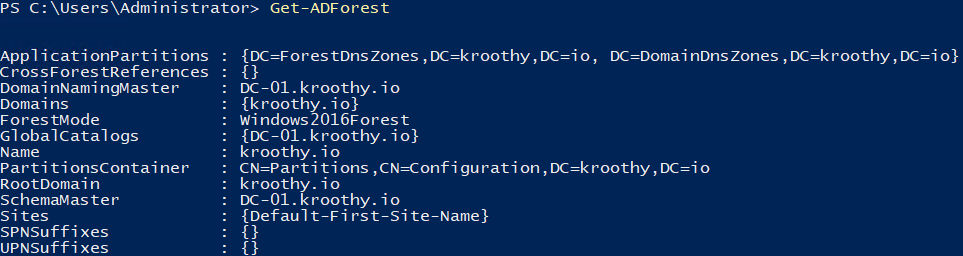 PS C:\Users\Administrator> Get-ADForest
ApplicationPartitions : {DC=ForestDnsZones,DC=kroothy,DC=io, DC=DomainDnsZones,DC=kroothy,DC=io}
CrossForestReferences : {}
DomainNamingMaster : DC-01.kroothy.io
Domains : {kroothy.io}
ForestMode : Windows2016Forest
GlobalCatalogs : {DC-01.kroothy.io}
Name : kroothy.io
PartitionsContainer : CN=Partitions,CN=Configuration,DC=kroothy,DC=io
RootDomain : kroothy.io
SchemaMaster : DC-01.kroothy.io
Sites : {Default-First-Site-Name}
SPNSuffixes : {}
UPNSuffixes : {}